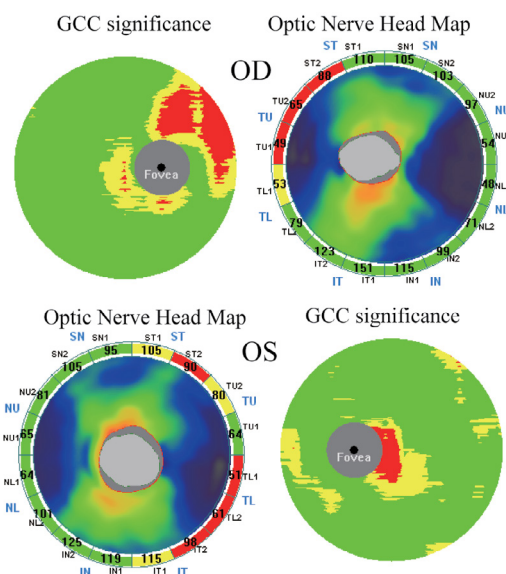 GCC significance
Optic Nerve Head Map
OD
ST ST1 SN1 SN
110 105
ST2 88 103 SN2
TU2 65 97 NU2
TU NU
TU1 49 54 NU1
Fovea
TL1 53 48 NL1
TL NL
TL2 79 71 NL2
IT2 123 99 IN2
151 115
IT IT1 IN1 IN
Optic Nerve Head Map
GCC significance
OS
SN SN1 ST1 ST
95 105
SN2 105 90 ST2
NU2 81 80 TU2
NU TU
NU1 65 64 TU1
Fovea
NL1 64 51 TL1
NL TL
NL2 101 61 TL2
IN2 125 98 IT2
119 115
IN IN1 IT1 IT